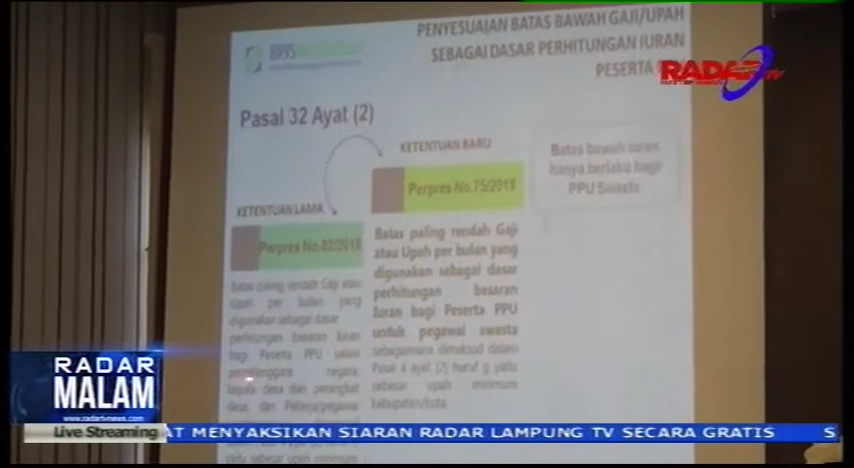 PENYESUAIAN BATAS BAWAH GAJI/UPAH
SEBAGAI DASAR PERHITUNGAN IURAN
PESERTA
BPJS
RADAR TV
Pasal 32 Ayat (2)
KETENTUAN BARU
Perpres No.75/2019
Batas bawah iuran
hanya berlaku bagi
PPU Swasta
KETENTUAN LAMA
Perpres No.82/2018
Batas paling rendah Gaji
atau Upah per bulan yang
digunakan sebagai dasar
perhitungan besaran
Iuran bagi Peserta PPU
untuk pegawai swasta
sebagaimana dimaksud dalam
Pasal 4 ayat (2) huruf g yaitu
sebesar upah minimum
kabupaten/kota.
Batas paling rendah Gaji atau
Upah per bulan yang
digunakan sebagai dasar
perhitungan besaran Iuran
bagi Peserta PPU
penyelenggara negara,
kepala desa dan perangkat
desa, dan Pekerja/pegawai
yaitu sebesar upah minimum
RADAR
MALAM
www.radartvnews.com
Live Streaming
AT MENYAKSIKAN SIARAN RADAR LAMPUNG TV SECARA GRATIS S